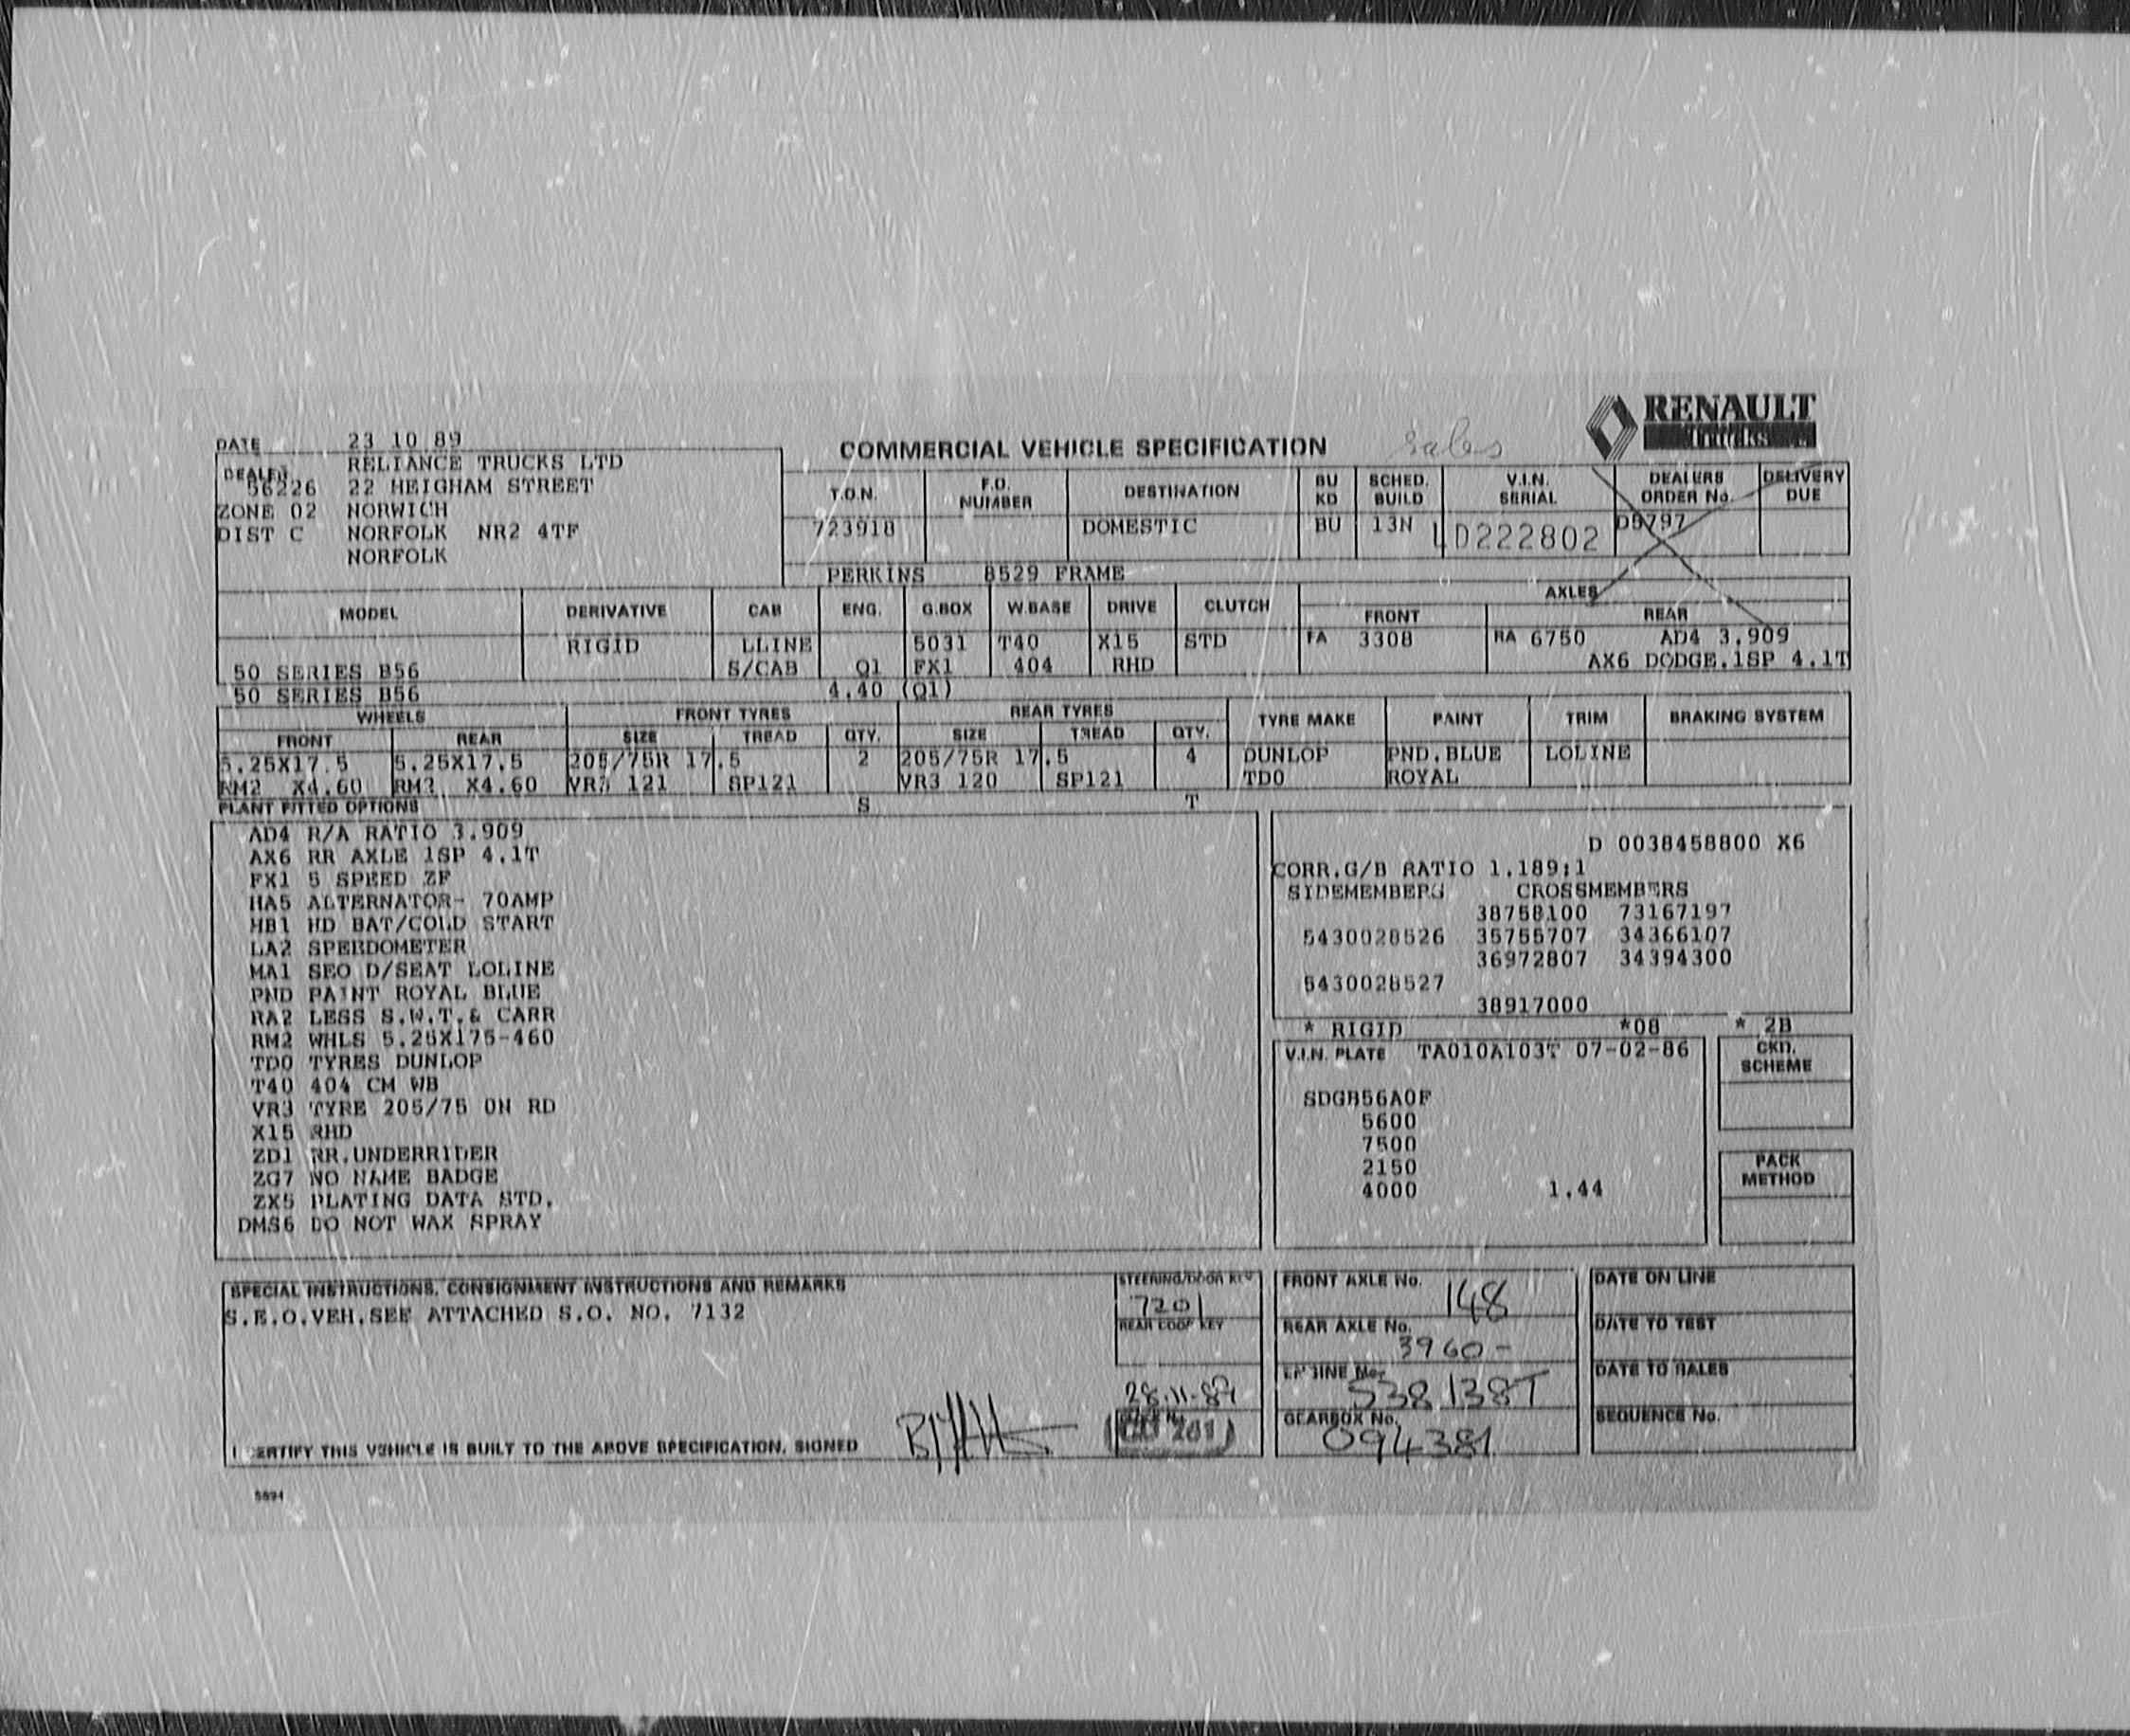 RENAULT
Trucks
DATE 23 10 89
COMMERCIAL VEHICLE SPECIFICATION
sales
DEALER RELIANCE TRUCKS LTD
56226 22 HEIGHAM STREET
ZONE 02 NORWICH
DIST C NORFOLK NR2 4TF
NORFOLK
T.O.N. F.O. NUMBER DESTINATION BU KD SCHED. BUILD V.I.N. SERIAL DEALERS ORDER No. DELIVERY DUE
723918 DOMESTIC BU 13N LD222802 D5797
PERKINS 8529 FRAME
MODEL DERIVATIVE CAB ENG. G.BOX W.BASE DRIVE CLUTCH AXLES FRONT REAR
RIGID LLINE 5031 T40 X15 STD FA 3308 RA 6750 AD4 3.909
50 SERIES B56 S/CAB Q1 FX1 404 RHD AX6 DODGE.1SP 4.1T
50 SERIES B56 4.40 (Q1)
WHEELS FRONT TYRES REAR TYRES TYRE MAKE PAINT TRIM BRAKING SYSTEM
FRONT REAR SIZE TREAD QTY. SIZE TREAD QTY.
5.25X17.5 5.25X17.5 205/75R 17.5 2 205/75R 17.5 4 DUNLOP PND.BLUE LOLINE
RM2 X4.60 RM2 X4.60 VR3 121 SP121 VR3 120 SP121 TD0 ROYAL
PLANT FITTED OPTIONS S T
AD4 R/A RATIO 3.909
AX6 RR AXLE 1SP 4.1T
FX1 5 SPEED ZF
HA5 ALTERNATOR- 70AMP
HB1 HD BAT/COLD START
LA2 SPEEDOMETER
MA1 SEO D/SEAT LOLINE
PND PAINT ROYAL BLUE
RA2 LESS S.W.T.& CARR
RM2 WHLS 5.25X175-460
TD0 TYRES DUNLOP
T40 404 CM WB
VR3 TYRE 205/75 ON RD
X15 RHD
ZD1 RR.UNDERRIDER
ZG7 NO NAME BADGE
ZX5 PLATING DATA STD.
DMS6 DO NOT WAX SPRAY
D 0038458800 X6
CORR.G/B RATIO 1.189:1
SIDEMEMBERS CROSSMEMBERS
38758100 73167197
5430028526 35755707 34366107
36972807 34394300
5430028527
38917000
* RIGID *08 * 2B
V.I.N. PLATE TA010A103T 07-02-86
CKD. SCHEME
SDGB56A0F
5600
7500
2150
4000 1.44
PACK METHOD
SPECIAL INSTRUCTIONS, CONSIGNMENT INSTRUCTIONS AND REMARKS
S.E.O.VEH.SEE ATTACHED S.O. NO. 7132
STEERING/DOOR KEY
7201
REAR DOOR KEY
28.11.89
I CERTIFY THIS VEHICLE IS BUILT TO THE ABOVE SPECIFICATION. SIGNED
FRONT AXLE No. 148
REAR AXLE No. 3960-
ENGINE No. 538138T
GEARBOX No. 094381
DATE ON LINE
DATE TO TEST
DATE TO SALES
SEQUENCE No.
5694